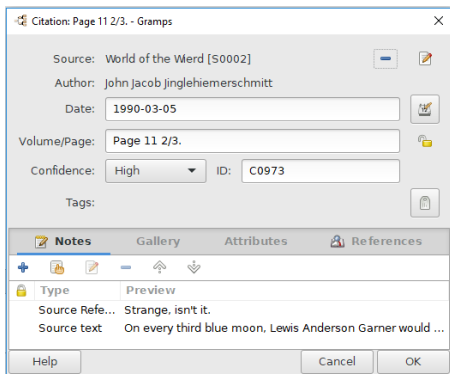 Citation: Page 11 2/3. - Gramps
Source: World of the Wierd [S0002]
Author: John Jacob Jinglehiemerschmitt
Date: 1990-03-05
Volume/Page: Page 11 2/3.
Confidence: High ID: C0973
Tags:
Notes Gallery Attributes References
Type Preview
Source Refe... Strange, isn't it.
Source text On every third blue moon, Lewis Anderson Garner would ...
Help Cancel OK